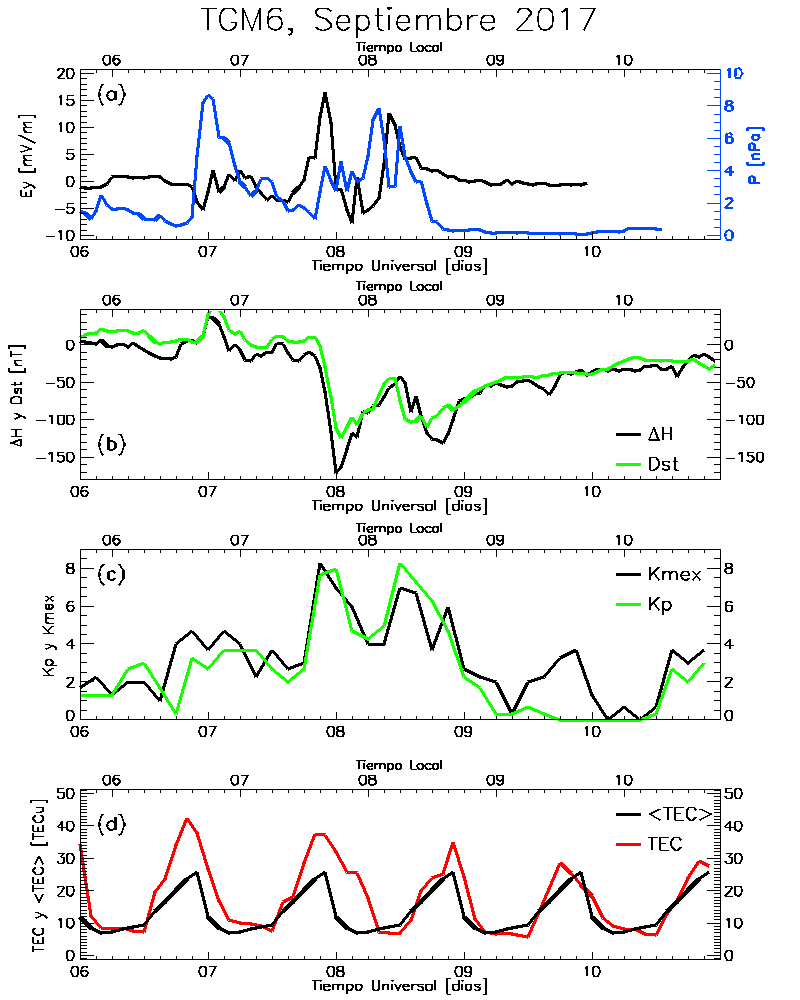 TGM6, Septiembre 2017
Tiempo Local
06 07 08 09 10
(a)
Ey [mV/m]
20
15
10
5
0
−5
−10
P [nPa]
10
8
6
4
2
0
06 07 08 09 10
Tiempo Universal [dias]
Tiempo Local
06 07 08 09 10
(b)
ΔH y Dst [nT]
0
−50
−100
−150
0
−50
−100
−150
ΔH
Dst
06 07 08 09 10
Tiempo Universal [dias]
Tiempo Local
06 07 08 09 10
(c)
Kp y Kmex
8
6
4
2
0
8
6
4
2
0
Kmex
Kp
06 07 08 09 10
Tiempo Universal [dias]
Tiempo Local
06 07 08 09 10
(d)
TEC y <TEC> [TECu]
50
40
30
20
10
0
50
40
30
20
10
0
<TEC>
TEC
06 07 08 09 10
Tiempo Universal [dias]